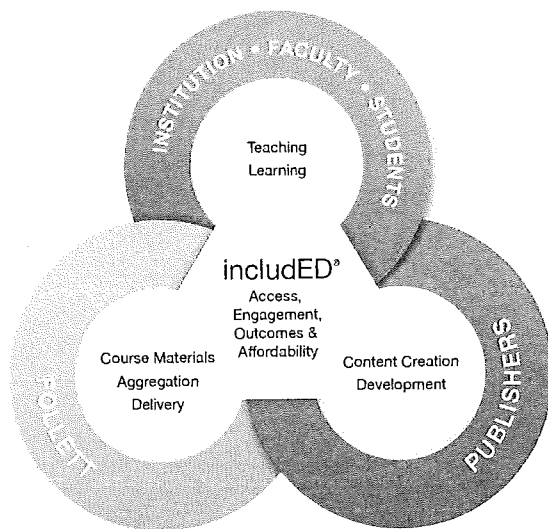 INSTITUTION • FACULTY • STUDENTS
Teaching
Learning
includED®
Access,
Engagement,
Outcomes &
Affordability
Course Materials
Aggregation
Delivery
Content Creation
Development
FOLLETT
PUBLISHERS